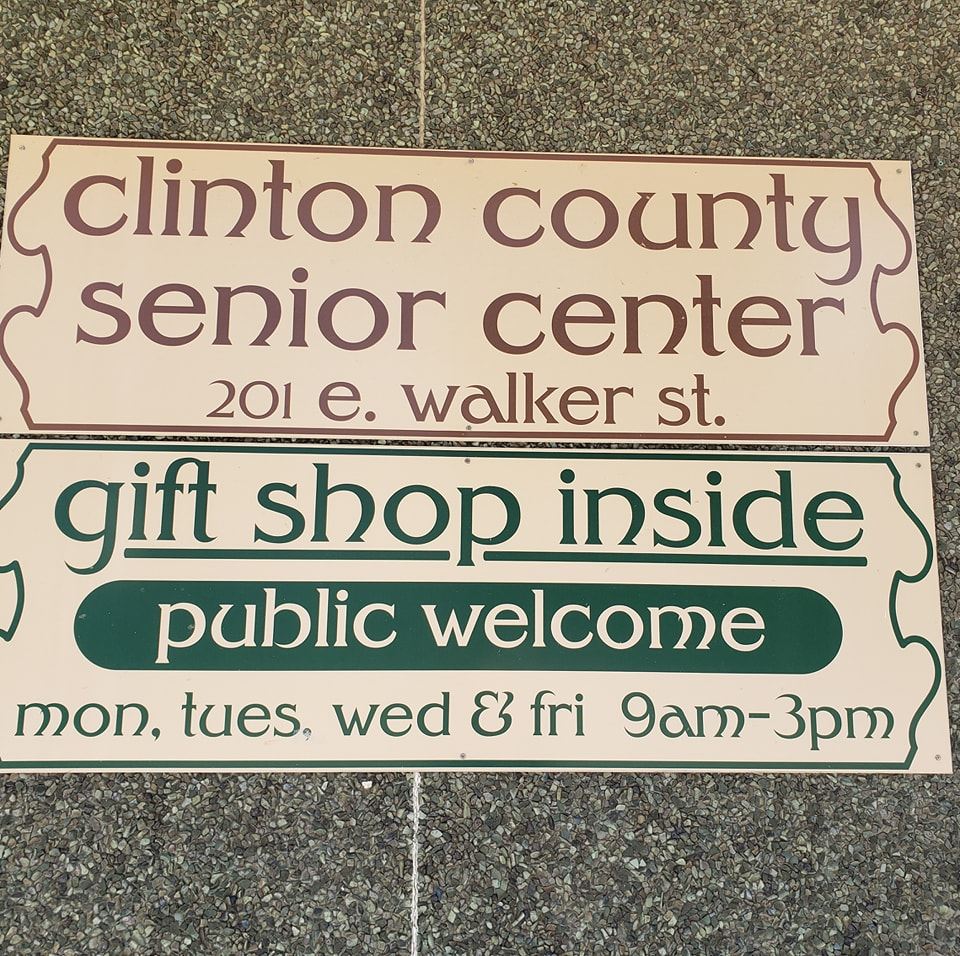 clinton county
senior center
201 e. walker st.
gift shop inside
public welcome
mon, tues, wed & fri 9am-3pm